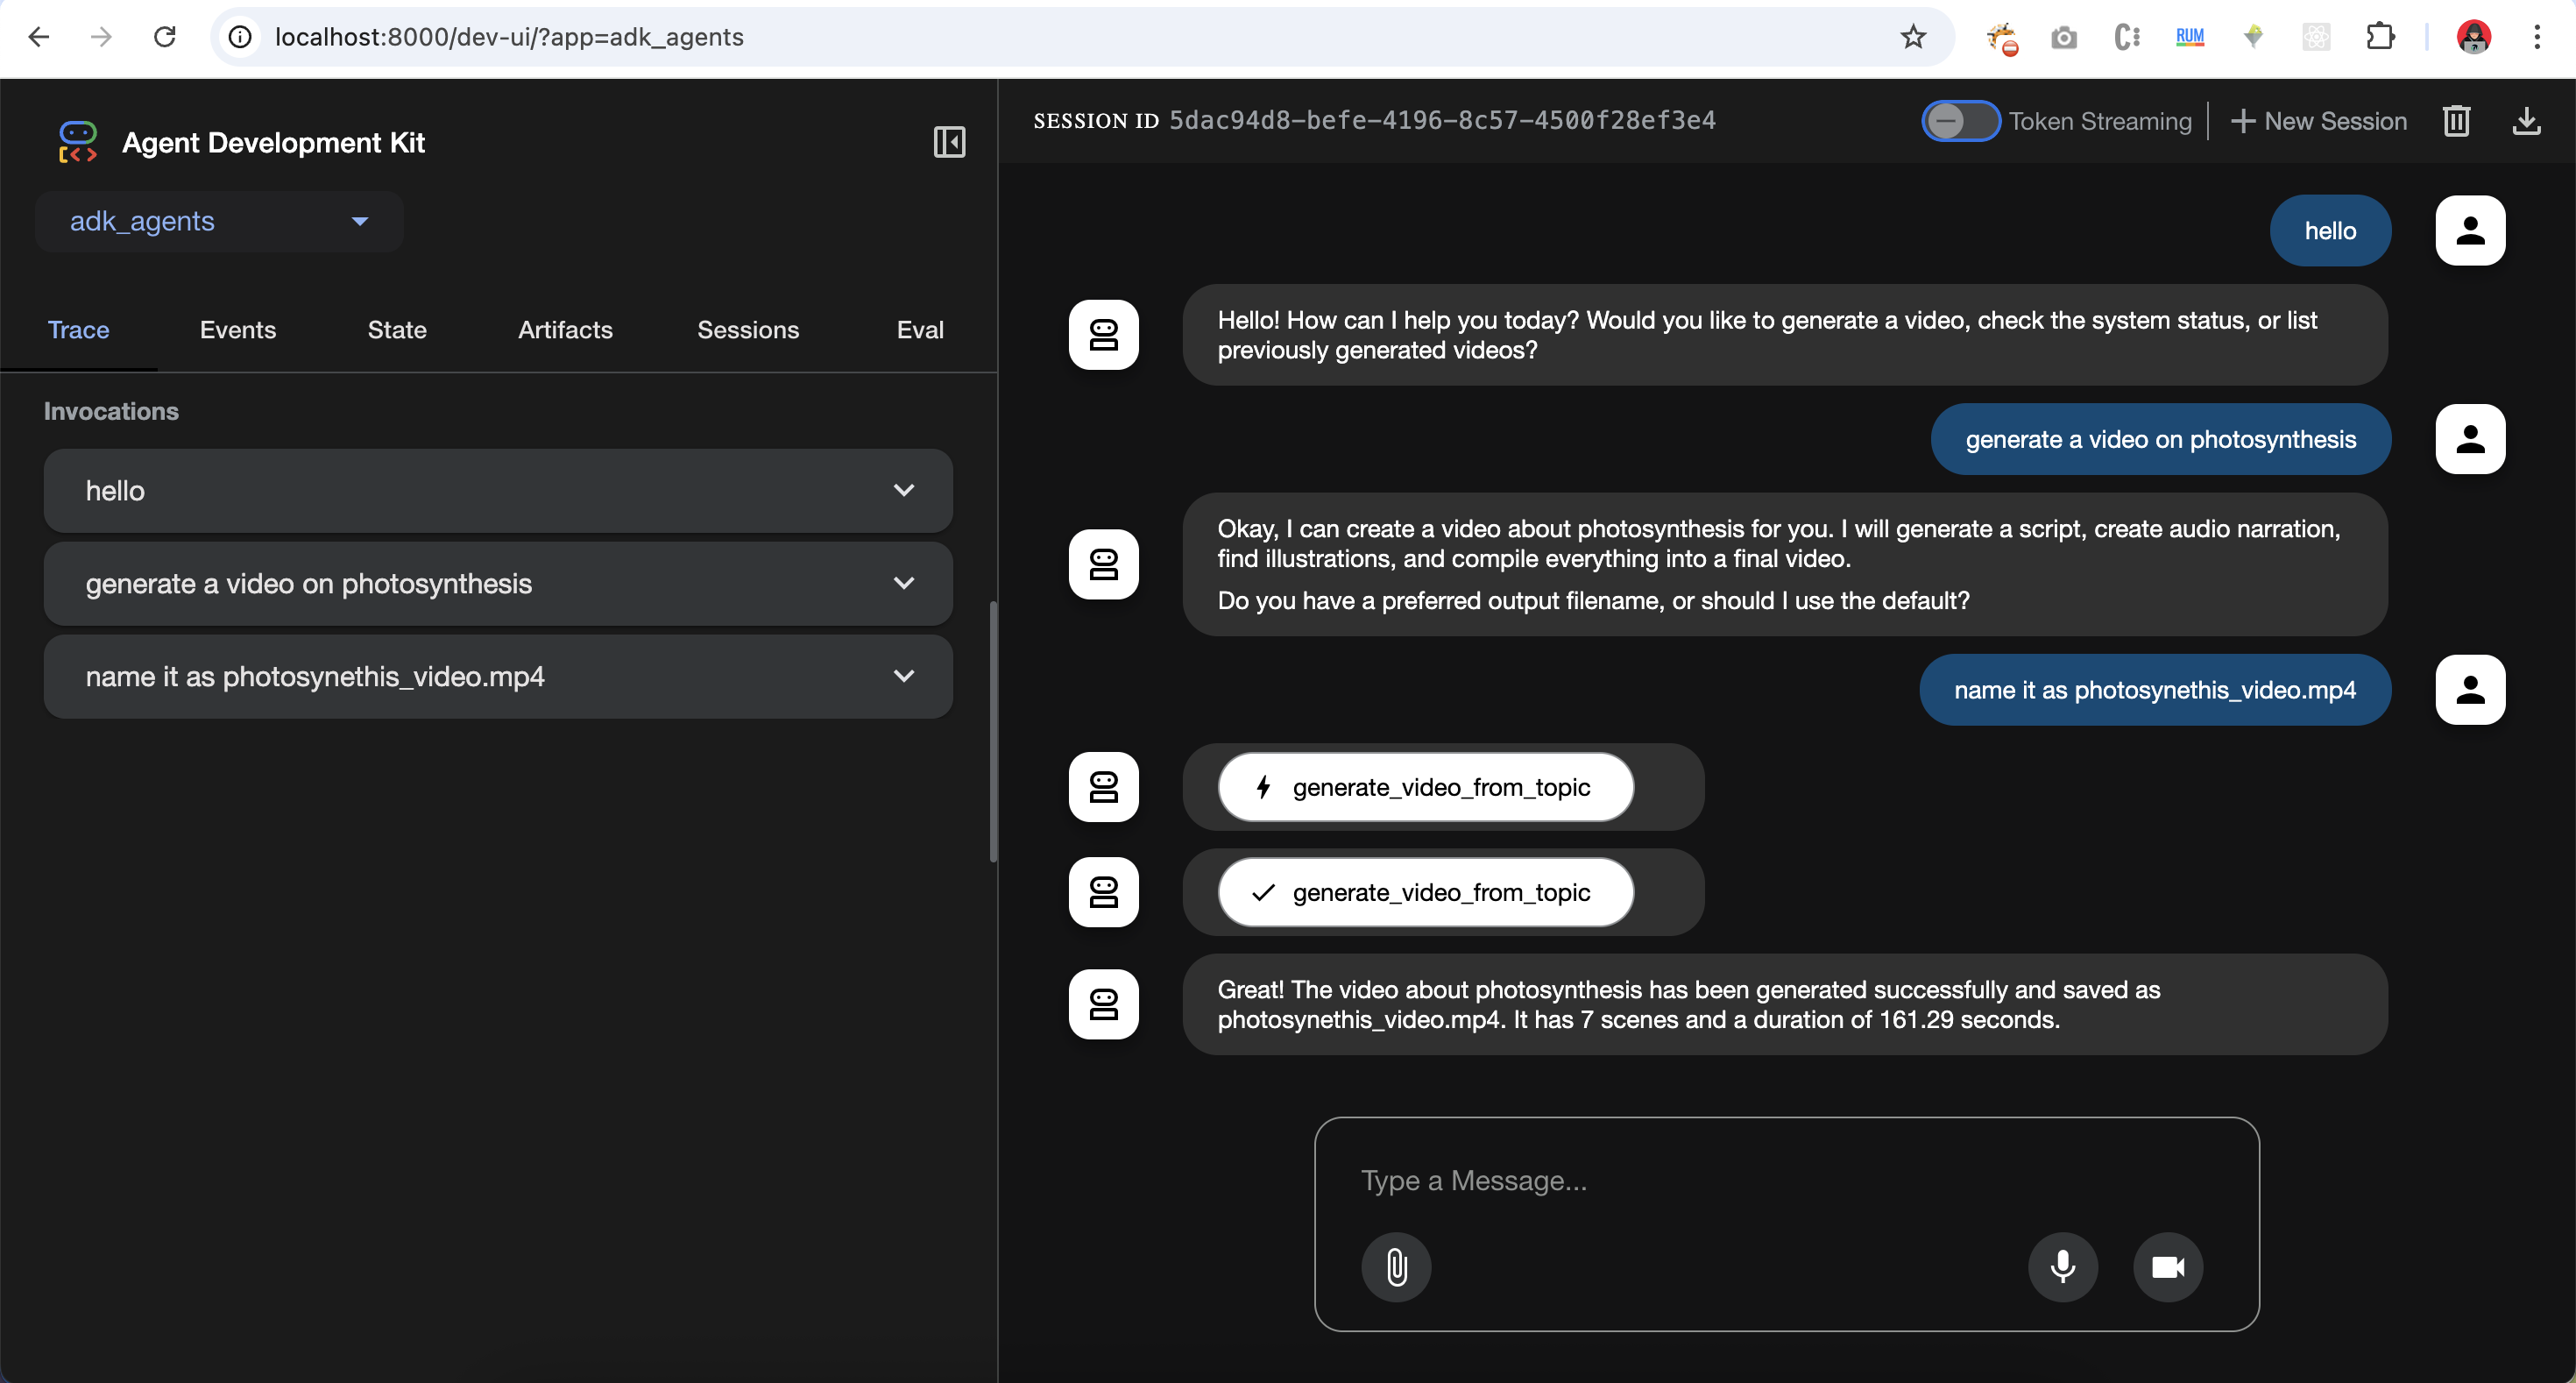 localhost:8000/dev-ui/?app=adk_agents
RUM
Agent Development Kit
adk_agents
Trace
Events
State
Artifacts
Sessions
Eval
Invocations
hello
generate a video on photosynthesis
name it as photosynethis_video.mp4
SESSION ID 5dac94d8-befe-4196-8c57-4500f28ef3e4
Token Streaming
New Session
hello
Hello! How can I help you today? Would you like to generate a video, check the system status, or list
previously generated videos?
generate a video on photosynthesis
Okay, I can create a video about photosynthesis for you. I will generate a script, create audio narration,
find illustrations, and compile everything into a final video.
Do you have a preferred output filename, or should I use the default?
name it as photosynethis_video.mp4
generate_video_from_topic
generate_video_from_topic
Great! The video about photosynthesis has been generated successfully and saved as
photosynethis_video.mp4. It has 7 scenes and a duration of 161.29 seconds.
Type a Message...